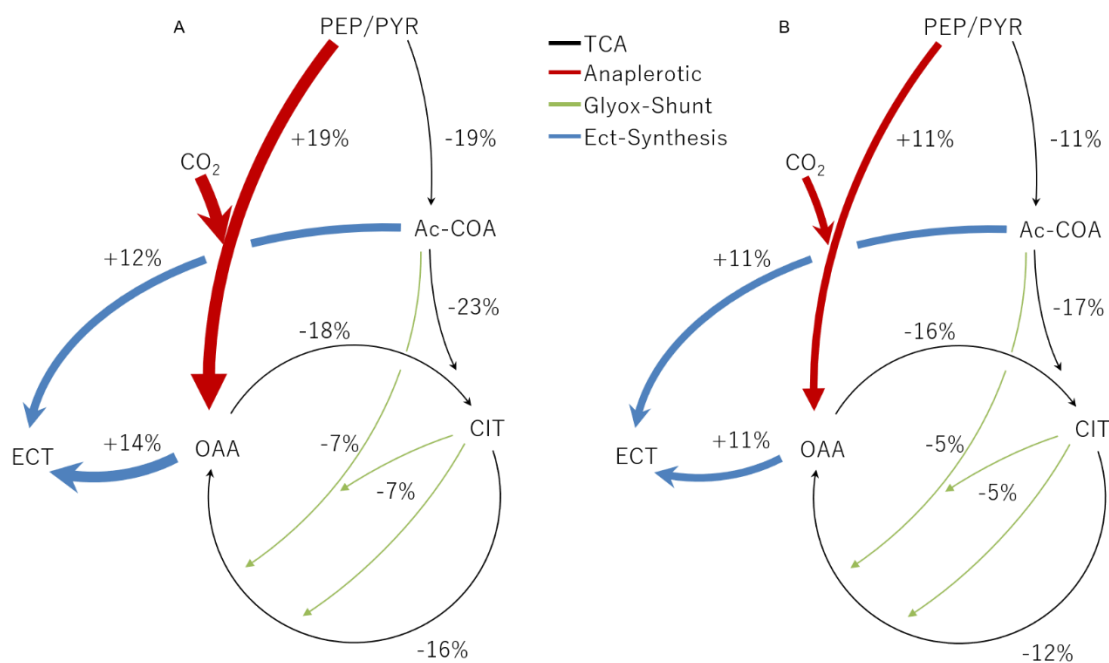 A
PEP/PYR
+19%
-19%
CO₂
Ac-COA
+12%
-23%
-18%
-7%
CIT
+14%
OAA
ECT
-7%
-16%
TCA
Anaplerotic
Glyox-Shunt
Ect-Synthesis
B
PEP/PYR
+11%
-11%
CO₂
Ac-COA
+11%
-17%
-16%
-5%
CIT
+11%
OAA
ECT
-5%
-12%